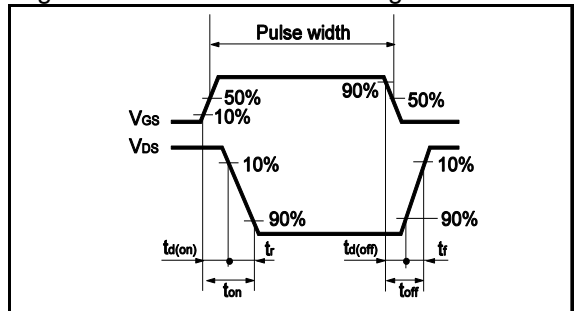 Pulse width
90%
50%
50%
VGS
10%
VDS
10%
10%
90%
90%
td(on)
tr
td(off)
tf
ton
toff